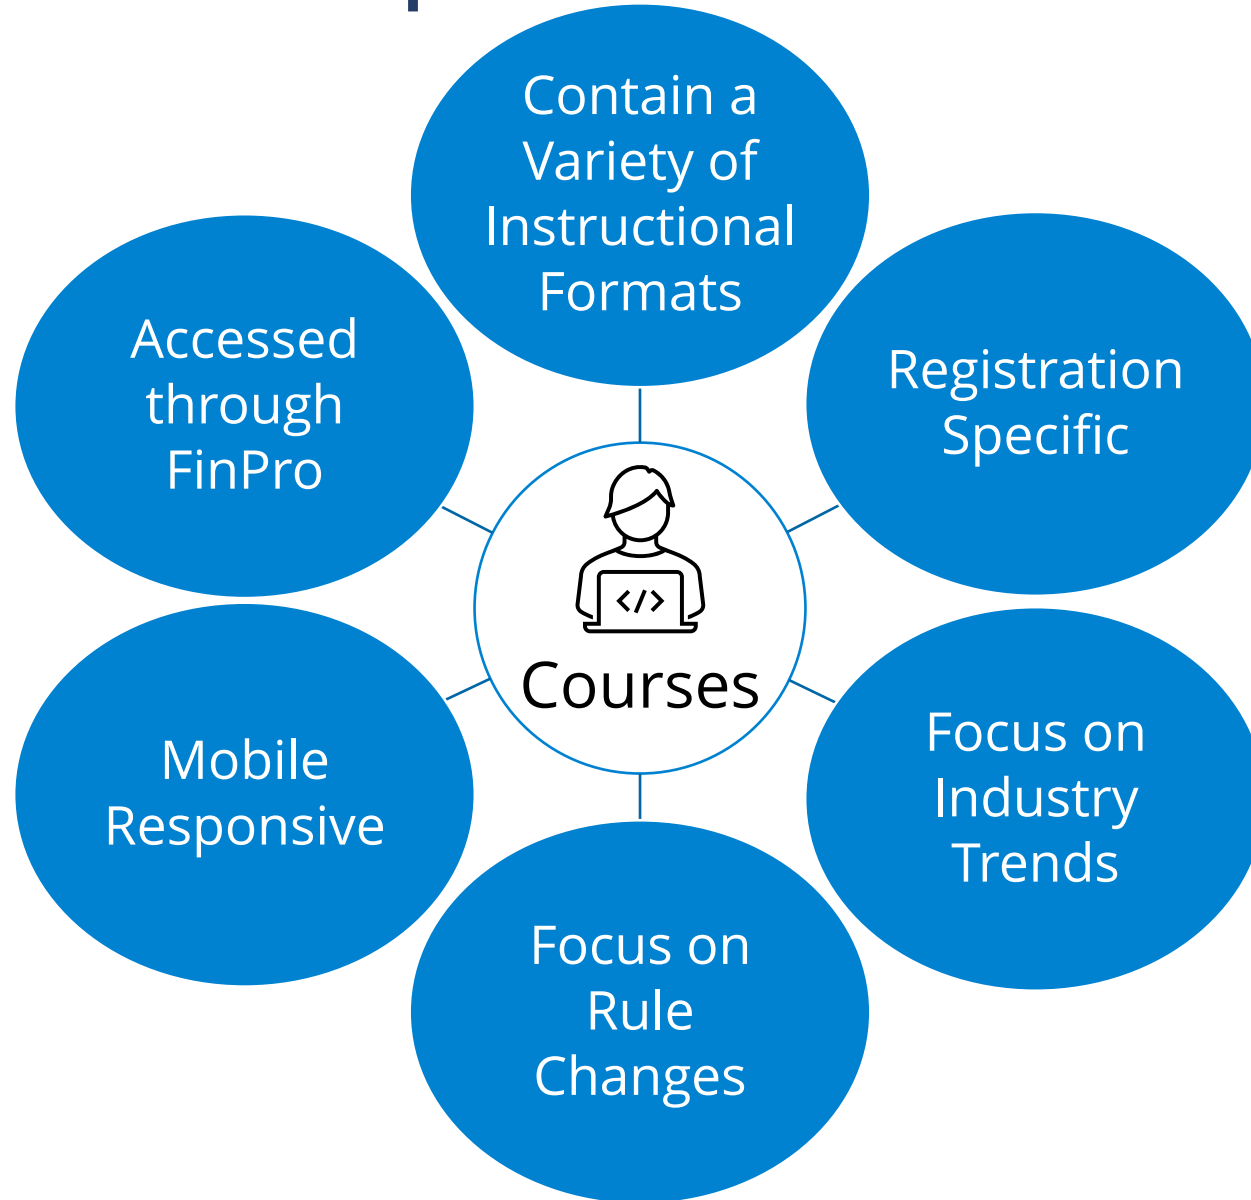 Contain a
Variety of
Instructional
Formats
Registration
Specific
Focus on
Industry
Trends
Focus on
Rule
Changes
Mobile
Responsive
Accessed
through
FinPro
</>
Courses